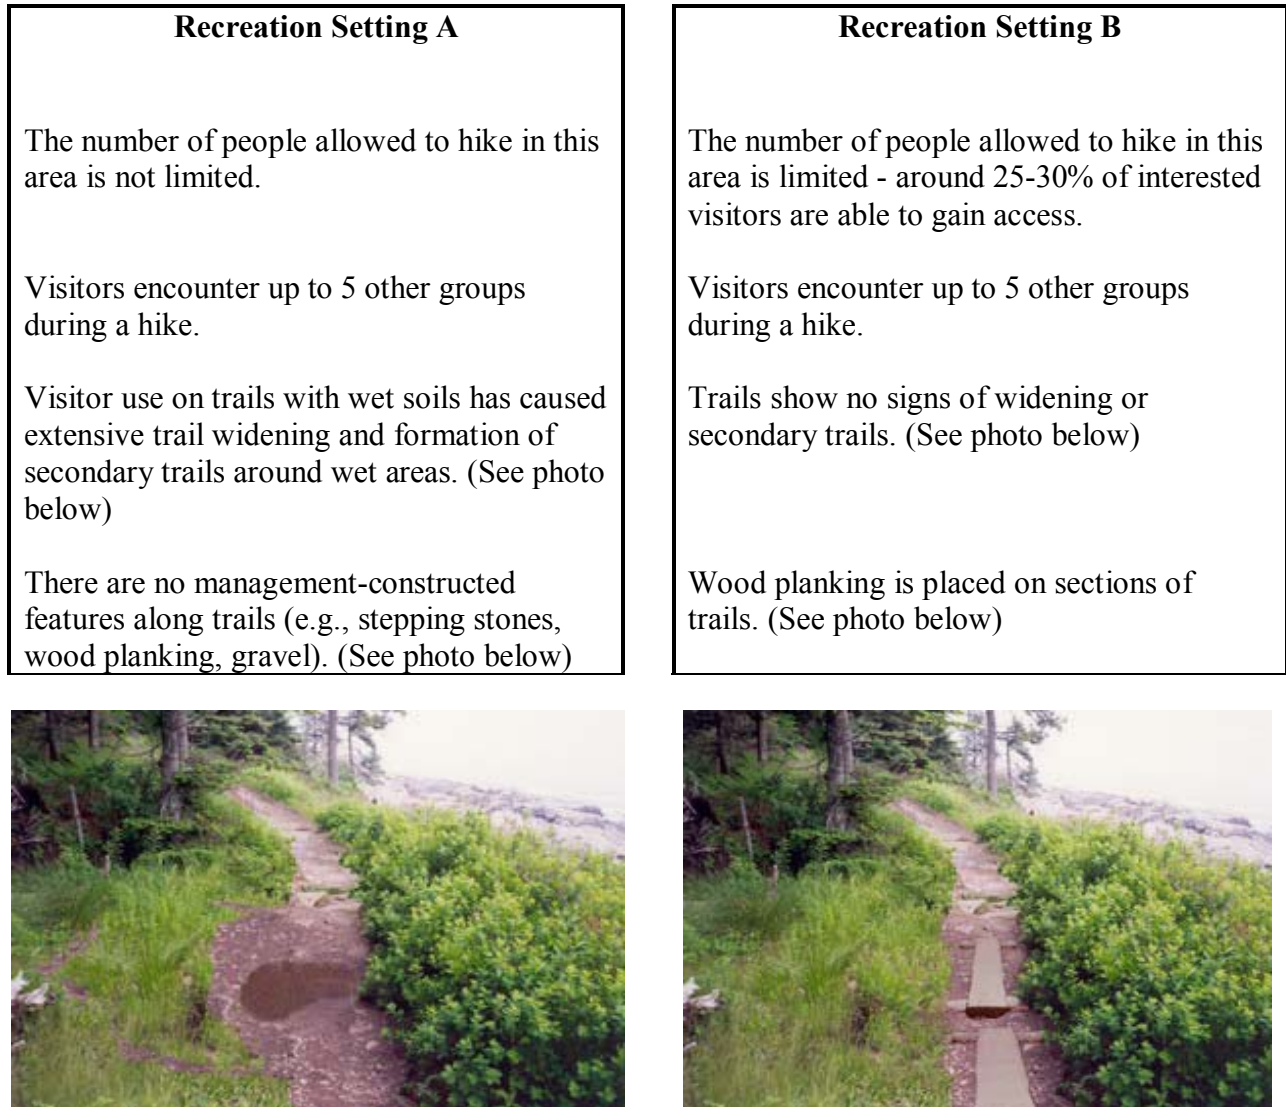 Recreation Setting A
The number of people allowed to hike in this
area is not limited.
Visitors encounter up to 5 other groups
during a hike.
Visitor use on trails with wet soils has caused
extensive trail widening and formation of
secondary trails around wet areas. (See photo
below)
There are no management-constructed
features along trails (e.g., stepping stones,
wood planking, gravel). (See photo below)
Recreation Setting B
The number of people allowed to hike in this
area is limited - around 25-30% of interested
visitors are able to gain access.
Visitors encounter up to 5 other groups
during a hike.
Trails show no signs of widening or
secondary trails. (See photo below)
Wood planking is placed on sections of
trails. (See photo below)